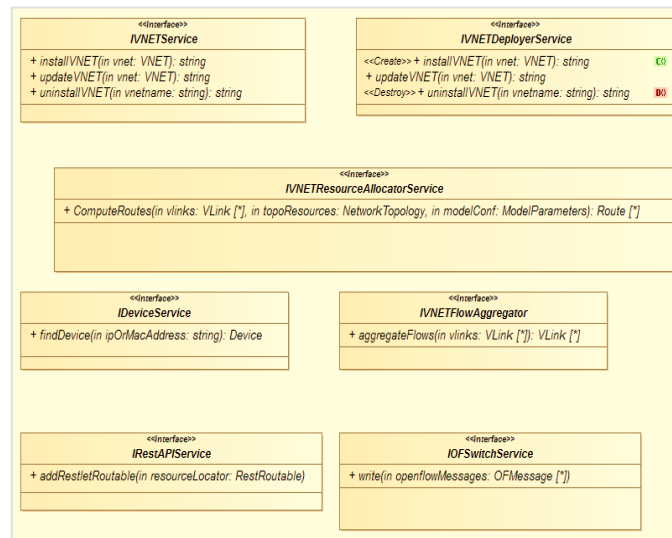 <<Interface>>
IVNETService
+ installVNET(in vnet: VNET): string
+ updateVNET(in vnet: VNET): string
+ uninstallVNET(in vnetname: string): string
<<Interface>>
IVNETDeployerService
<<Create>> + installVNET(in vnet: VNET): string C()
+ updateVNET(in vnet: VNET): string
<<Destroy>> + uninstallVNET(in vnetname: string): string D()
<<Interface>>
IVNETResourceAllocatorService
+ ComputeRoutes(in vlinks: VLink [*], in topoResources: NetworkTopology, in modelConf: ModelParameters): Route [*]
<<Interface>>
IDeviceService
+ findDevice(in ipOrMacAddress: string): Device
<<Interface>>
IVNETFlowAggregator
+ aggregateFlows(in vlinks: VLink [*]): VLink [*]
<<Interface>>
IRestAPIService
+ addRestletRoutable(in resourceLocator: RestRoutable)
<<Interface>>
IOFSwitchService
+ write(in openflowMessages: OFMessage [*])